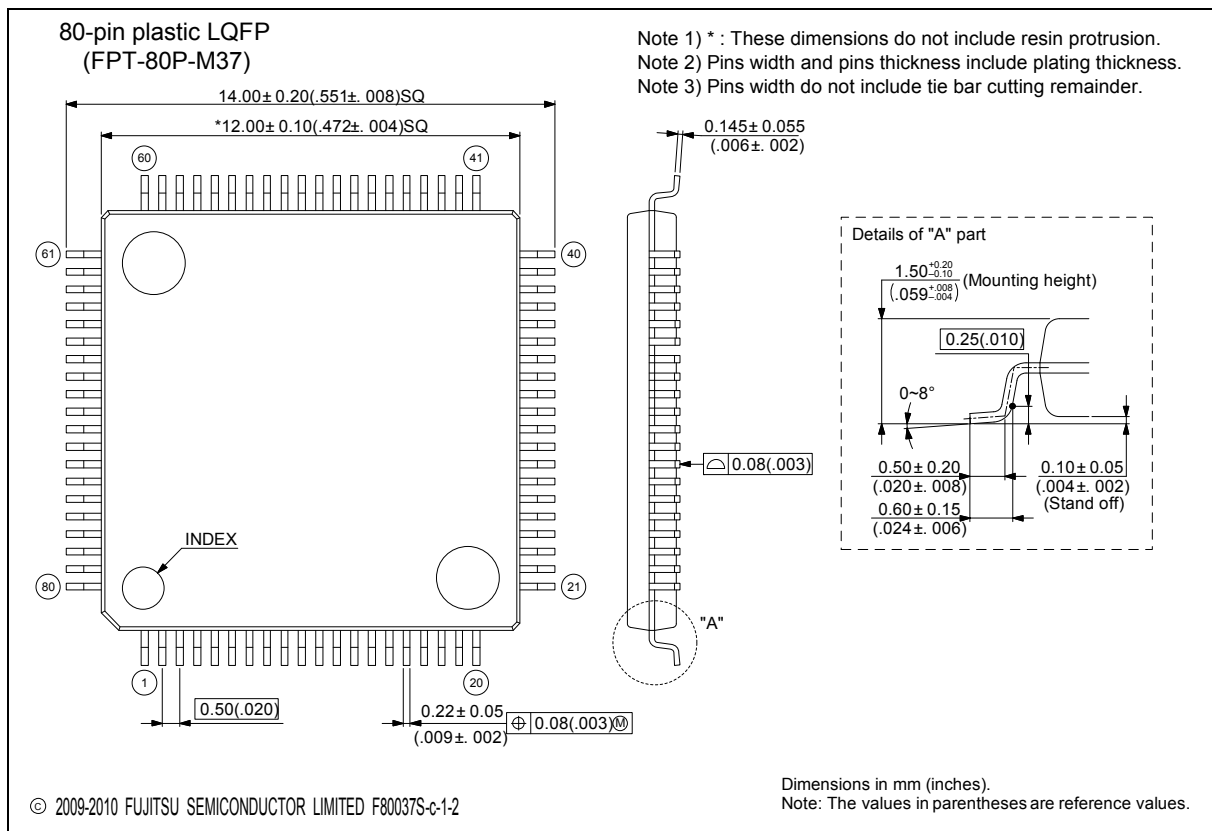 80-pin plastic LQFP
(FPT-80P-M37)
Note 1) * : These dimensions do not include resin protrusion.
Note 2) Pins width and pins thickness include plating thickness.
Note 3) Pins width do not include tie bar cutting remainder.
14.00±0.20(.551±.008)SQ
*12.00±0.10(.472±.004)SQ
0.145±0.055
(.006±.002)
60
41
61
40
Details of "A" part
1.50+0.20−0.10
(.059+.008−.004)
(Mounting height)
0.25(.010)
0~8°
0.08(.003)
0.50±0.20
(.020±.008)
0.10±0.05
(.004±.002)
(Stand off)
0.60±0.15
(.024±.006)
INDEX
80
21
"A"
1
20
0.50(.020)
0.22±0.05
(.009±.002)
⌖ 0.08(.003)Ⓜ
© 2009-2010 FUJITSU SEMICONDUCTOR LIMITED F80037S-c-1-2
Dimensions in mm (inches).
Note: The values in parentheses are reference values.